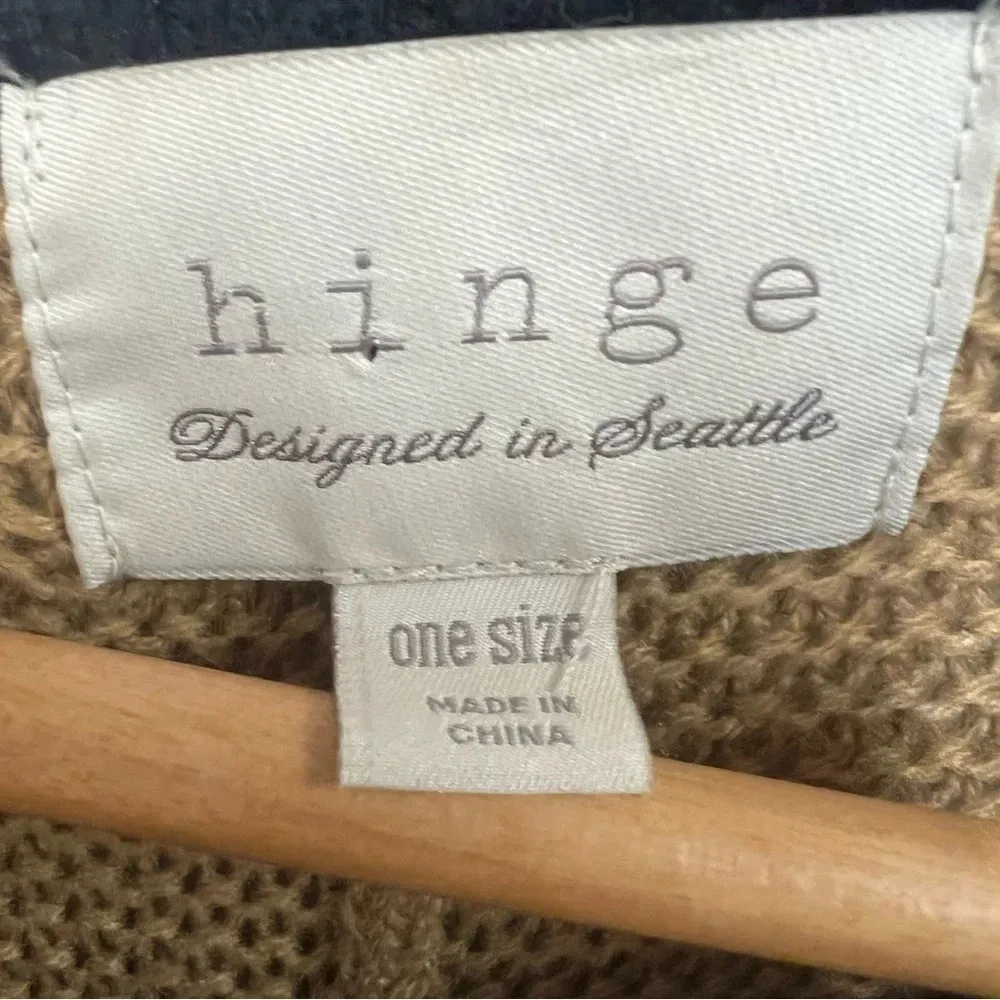 hinge
Designed in Seattle
one size
MADE IN
CHINA